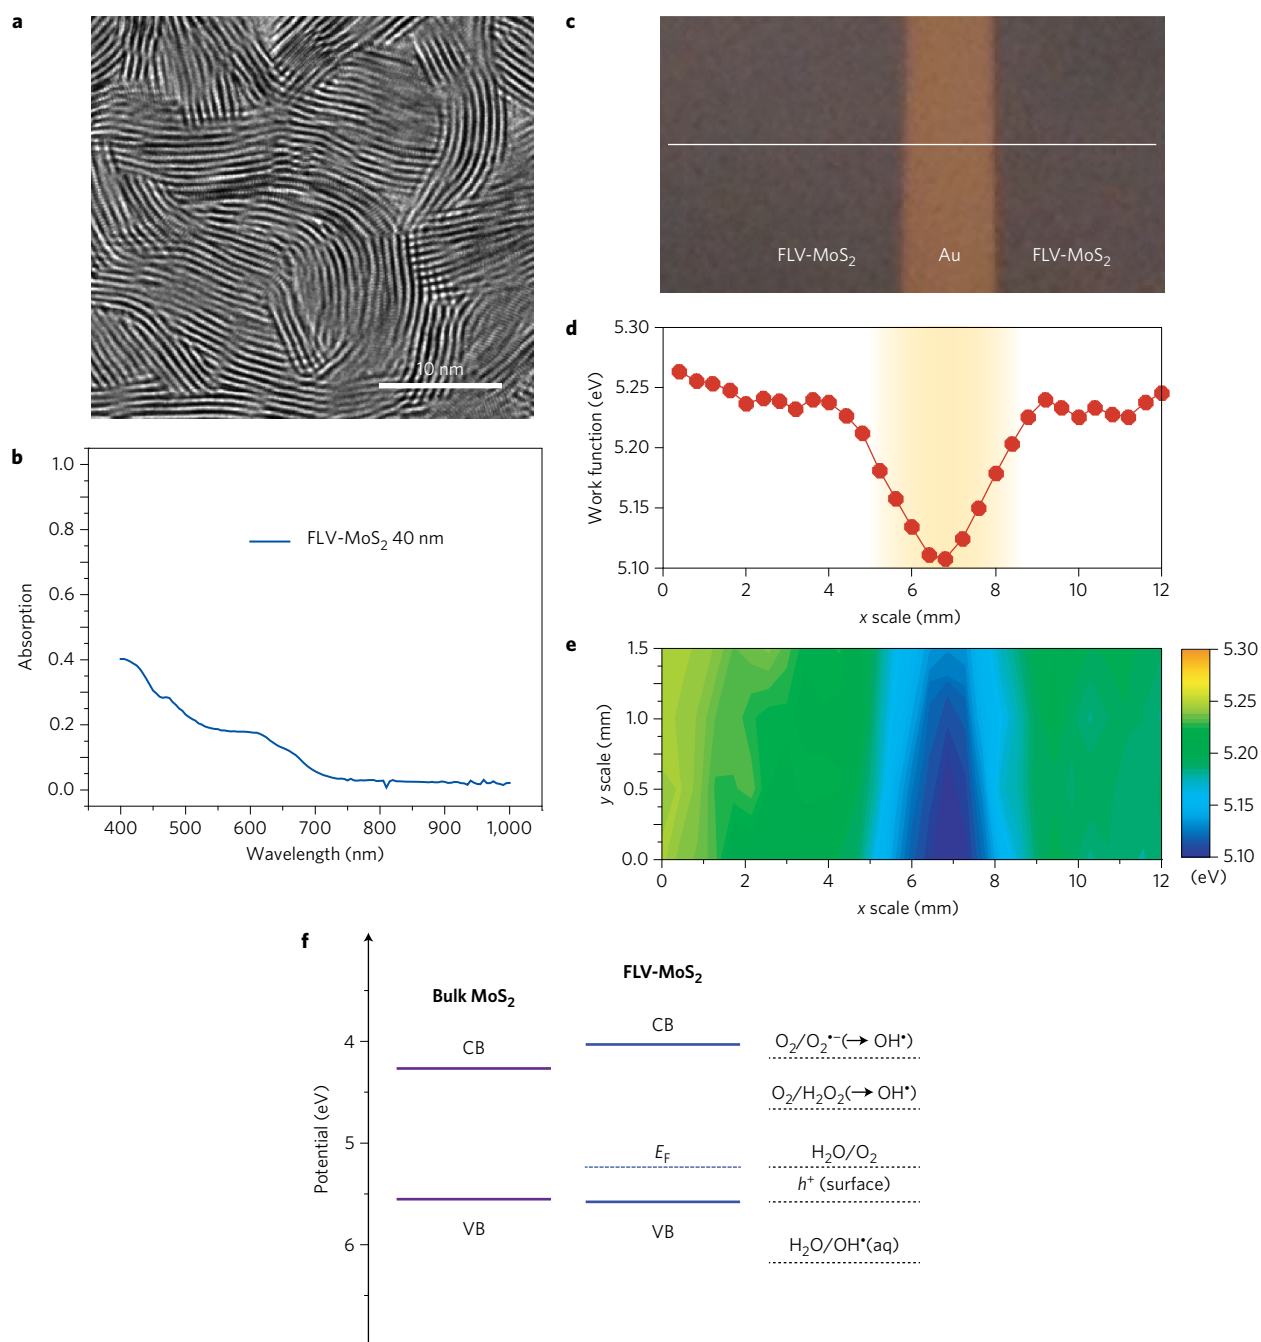 a
10 nm
b
1.0
0.8
0.6
0.4
0.2
0.0
Absorption
FLV-MoS₂ 40 nm
400 500 600 700 800 900 1,000
Wavelength (nm)
c
FLV-MoS₂ Au FLV-MoS₂
d
5.30
5.25
5.20
5.15
5.10
Work function (eV)
0 2 4 6 8 10 12
x scale (mm)
e
1.5
1.0
0.5
0.0
y scale (mm)
0 2 4 6 8 10 12
x scale (mm)
5.30
5.25
5.20
5.15
5.10
(eV)
f
Potential (eV)
4
5
6
Bulk MoS₂
CB
VB
FLV-MoS₂
CB
E_F
VB
O₂/O₂•⁻(→ OH•)
O₂/H₂O₂(→ OH•)
H₂O/O₂
h⁺ (surface)
H₂O/OH•(aq)